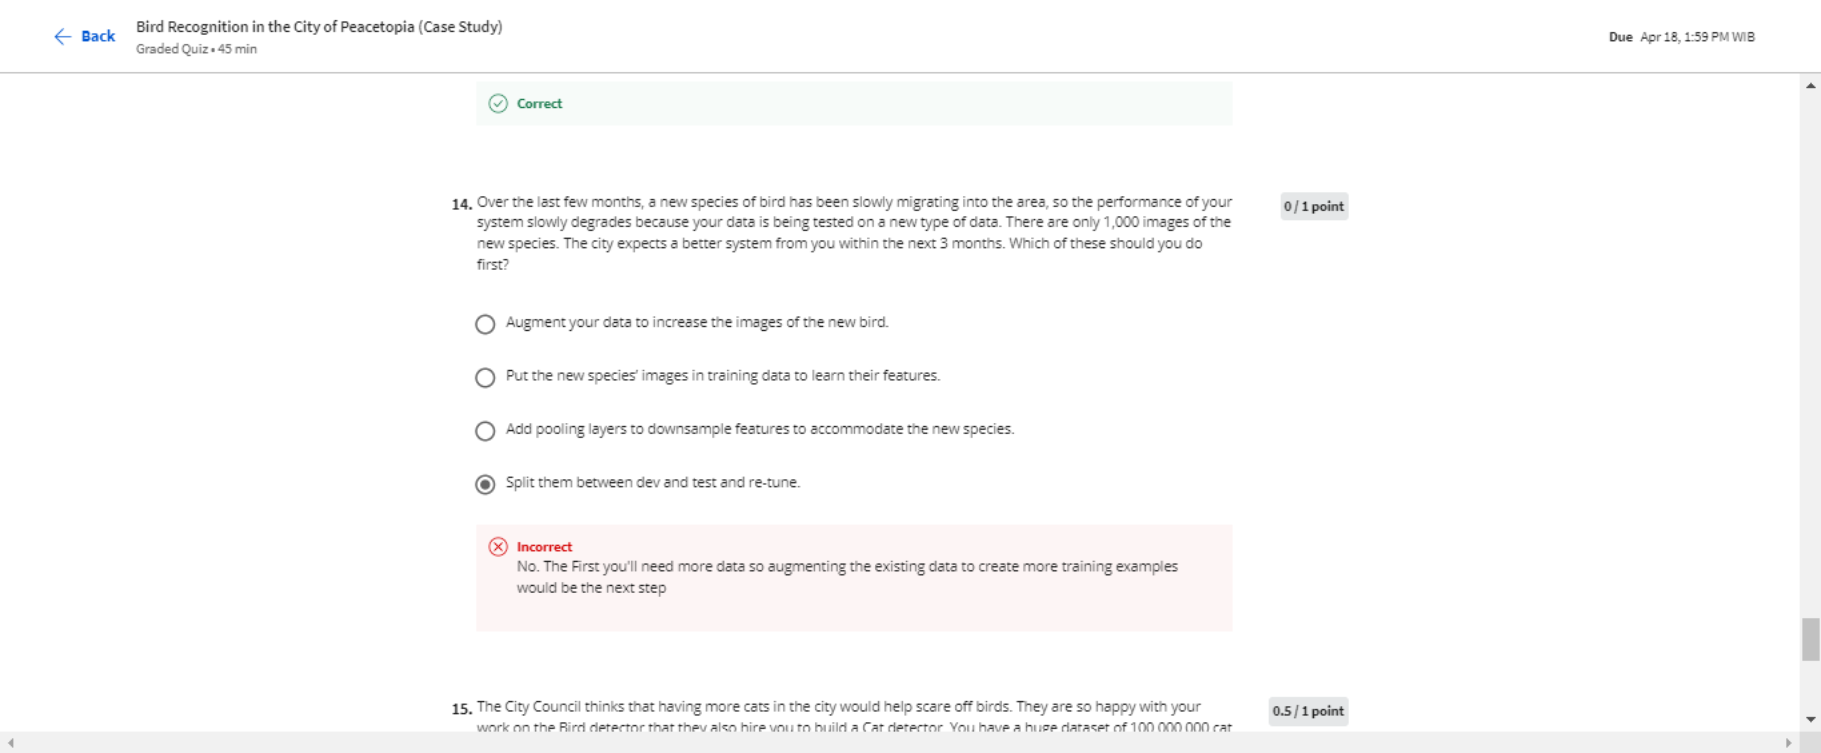 Back
Bird Recognition in the City of Peacetopia (Case Study)
Graded Quiz • 45 min
Due Apr 18, 1:59 PM WIB
Correct
14. Over the last few months, a new species of bird has been slowly migrating into the area, so the performance of your
system slowly degrades because your data is being tested on a new type of data. There are only 1,000 images of the
new species. The city expects a better system from you within the next 3 months. Which of these should you do
first?
0 / 1 point
Augment your data to increase the images of the new bird.
Put the new species' images in training data to learn their features.
Add pooling layers to downsample features to accommodate the new species.
Split them between dev and test and re-tune.
Incorrect
No. The First you'll need more data so augmenting the existing data to create more training examples
would be the next step
15. The City Council thinks that having more cats in the city would help scare off birds. They are so happy with your
work on the Bird detector that they also hire you to build a Cat detector. You have a huge dataset of 100,000,000 cat
0.5 / 1 point